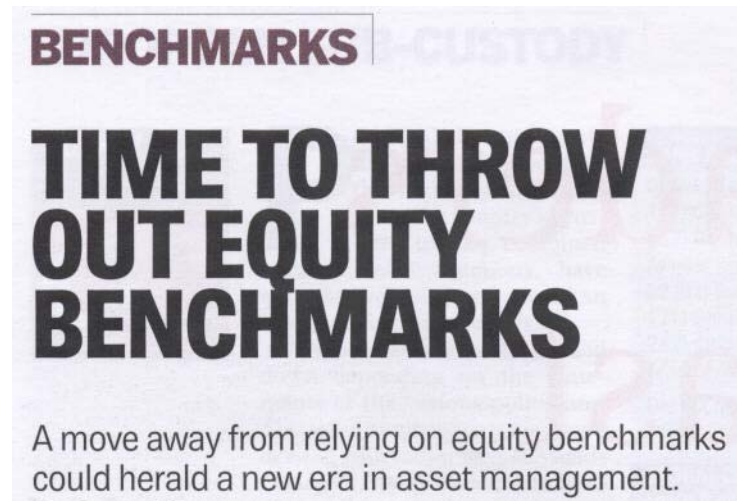 BENCHMARKS
TIME TO THROW
OUT EQUITY
BENCHMARKS
A move away from relying on equity benchmarks
could herald a new era in asset management.